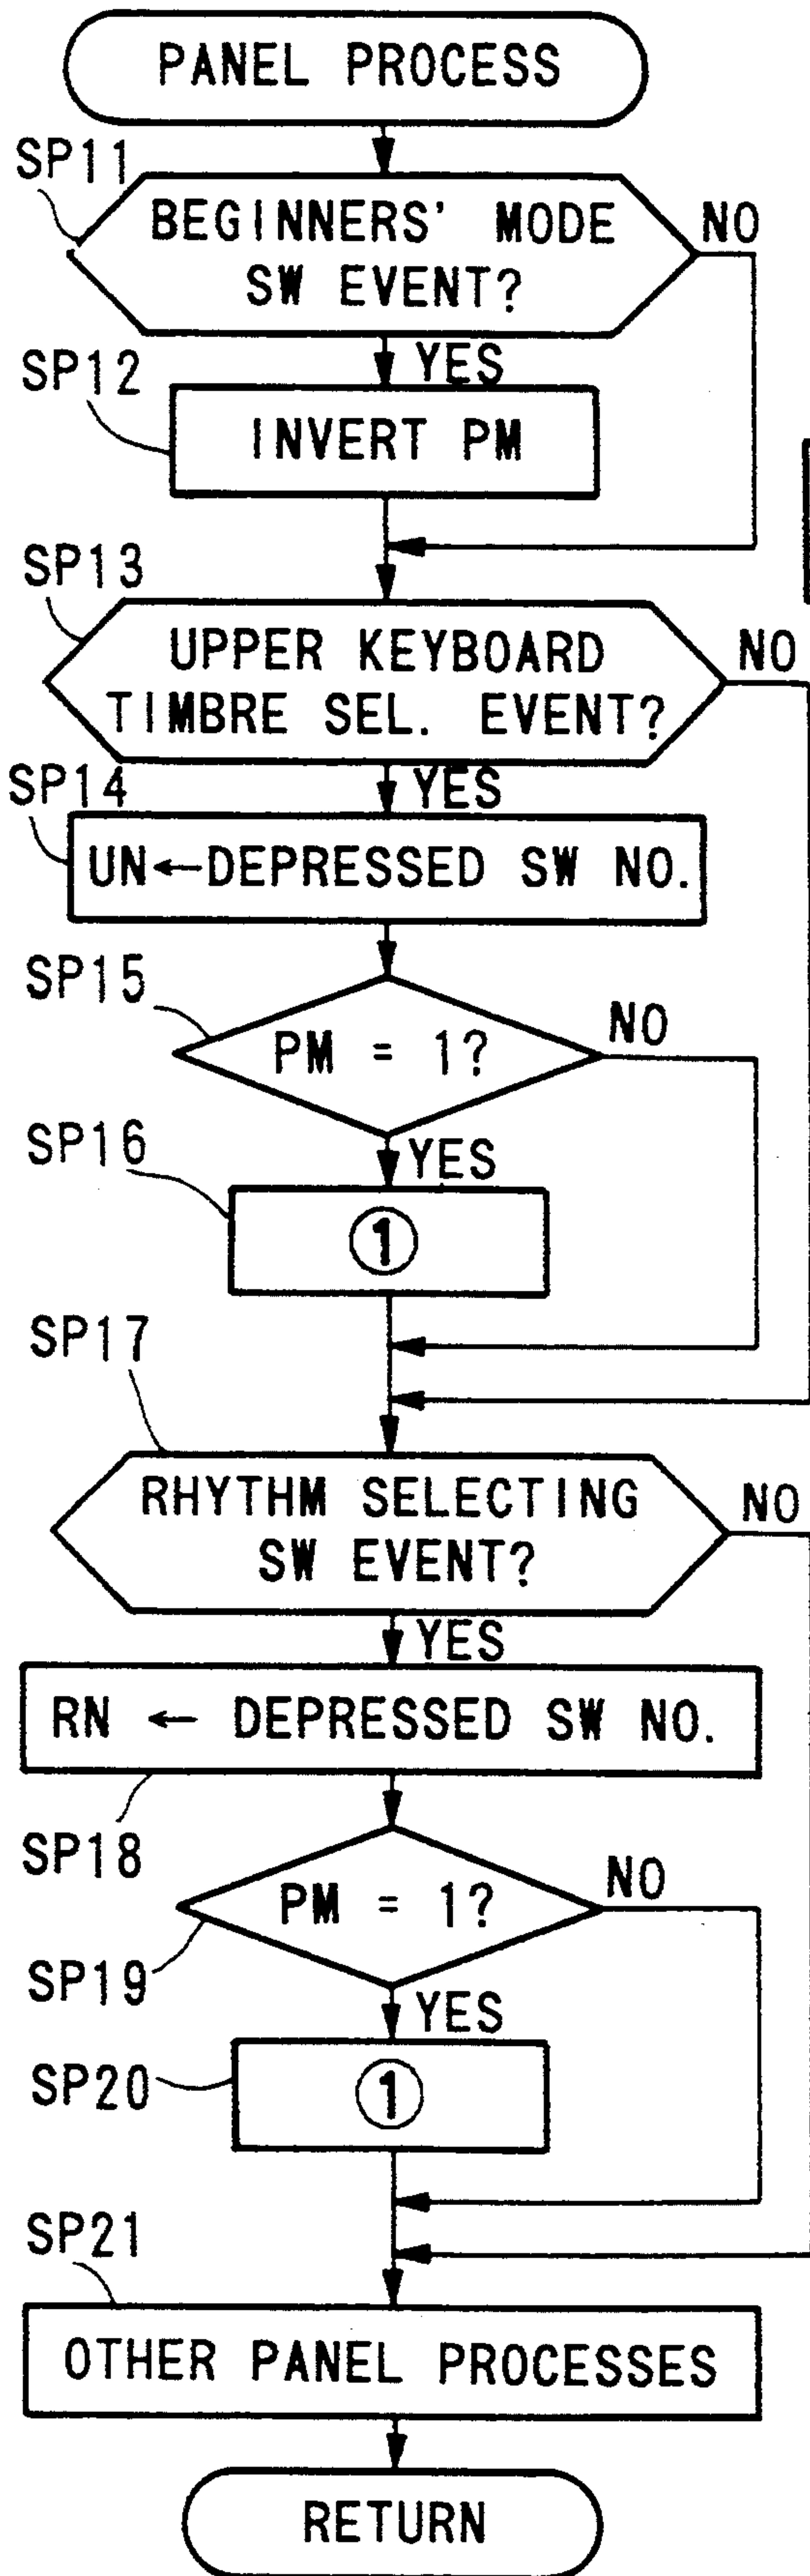 PANEL PROCESS
SP11
BEGINNERS' MODE
SW EVENT?
NO
YES
SP12
INVERT PM
SP13
UPPER KEYBOARD
TIMBRE SEL. EVENT?
NO
YES
SP14
UN←DEPRESSED SW NO.
SP15
PM = 1?
NO
YES
SP16
①
SP17
RHYTHM SELECTING
SW EVENT?
NO
YES
RN ← DEPRESSED SW NO.
SP18
PM = 1?
NO
SP19
YES
SP20
①
SP21
OTHER PANEL PROCESSES
RETURN